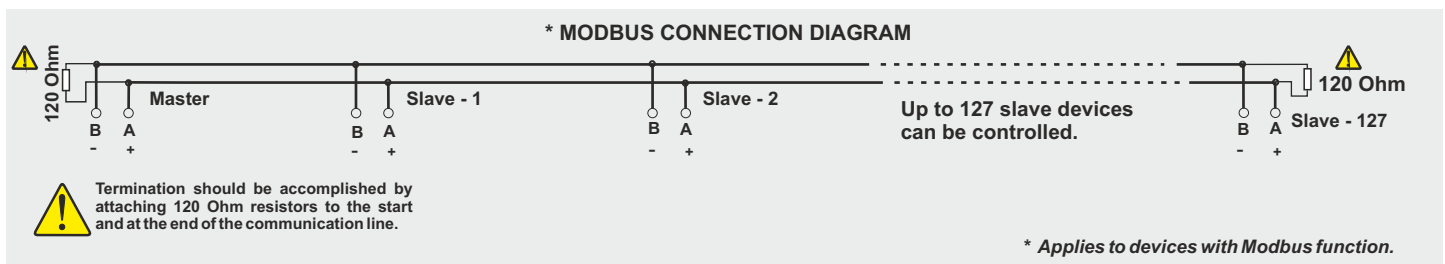 * MODBUS CONNECTION DIAGRAM
120 Ohm
Master
B A
- +
Slave - 1
B A
- +
Slave - 2
B A
- +
Up to 127 slave devices
can be controlled.
120 Ohm
Slave - 127
B A
- +
Termination should be accomplished by
attaching 120 Ohm resistors to the start
and at the end of the communication line.
* Applies to devices with Modbus function.